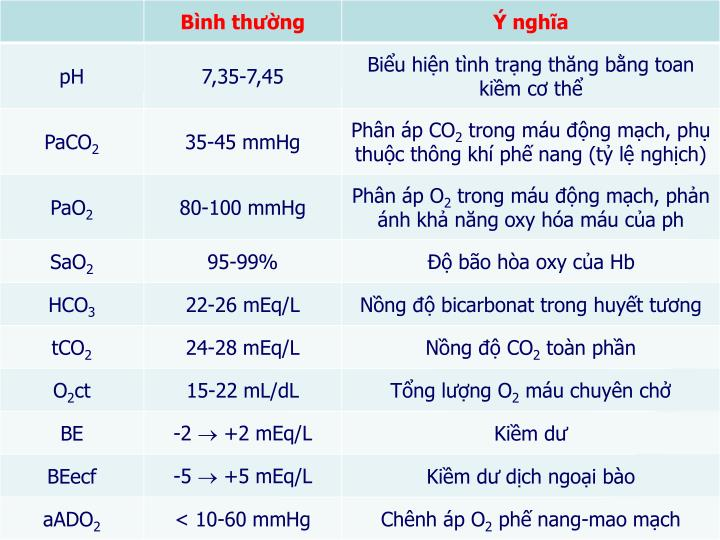 Bình thường Ý nghĩa
pH 7,35-7,45 Biểu hiện tình trạng thăng bằng toan
kiềm cơ thể
PaCO₂ 35-45 mmHg Phân áp CO₂ trong máu động mạch, phụ
thuộc thông khí phế nang (tỷ lệ nghịch)
PaO₂ 80-100 mmHg Phân áp O₂ trong máu động mạch, phản
ánh khả năng oxy hóa máu của ph
SaO₂ 95-99% Độ bão hòa oxy của Hb
HCO₃ 22-26 mEq/L Nồng độ bicarbonat trong huyết tương
tCO₂ 24-28 mEq/L Nồng độ CO₂ toàn phần
O₂ct 15-22 mL/dL Tổng lượng O₂ máu chuyên chở
BE -2 → +2 mEq/L Kiềm dư
BEecf -5 → +5 mEq/L Kiềm dư dịch ngoại bào
aADO₂ < 10-60 mmHg Chênh áp O₂ phế nang-mao mạch